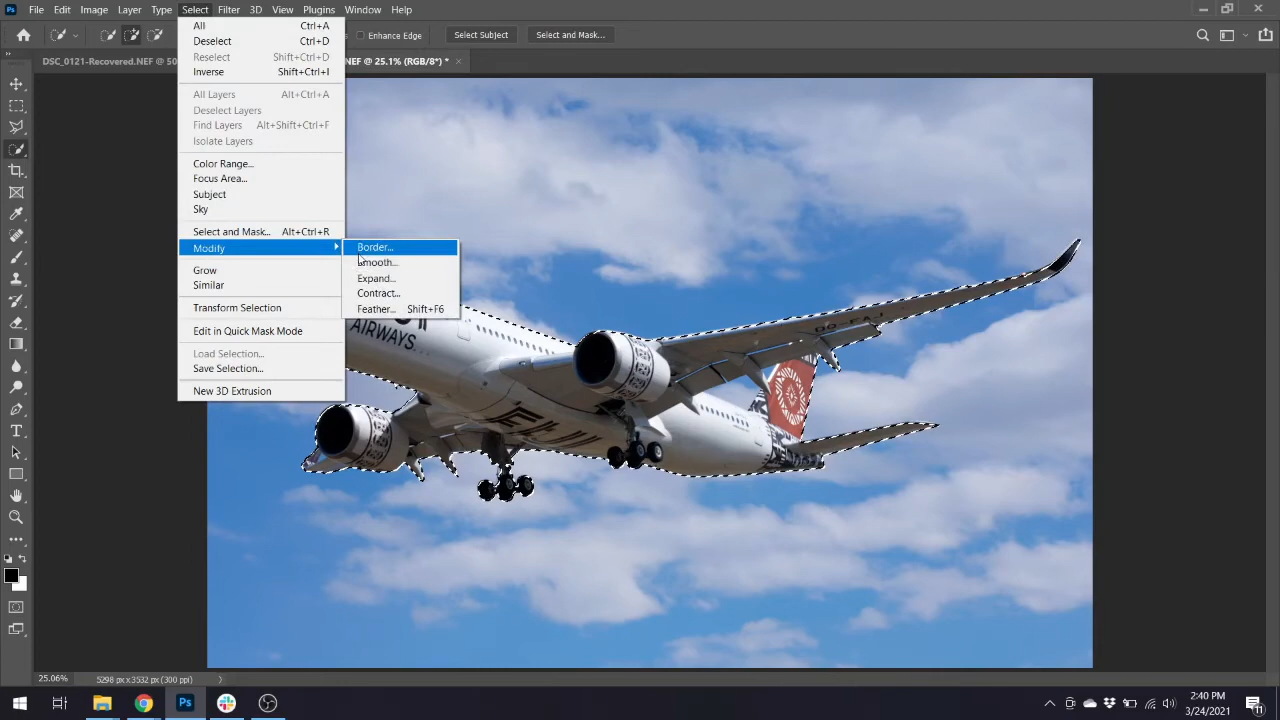 File Edit Image Layer Type Select Filter 3D View Plugins Window Help
Enhance Edge Select Subject Select and Mask...
DSC_0121-Recovered.NEF @ 50
.NEF @ 25.1% (RGB/8*) *
All Ctrl+A
Deselect Ctrl+D
Reselect Shift+Ctrl+D
Inverse Shift+Ctrl+I
All Layers Alt+Ctrl+A
Deselect Layers
Find Layers Alt+Shift+Ctrl+F
Isolate Layers
Color Range...
Focus Area...
Subject
Sky
Select and Mask... Alt+Ctrl+R
Modify
Border...
Smooth...
Expand...
Contract...
Feather... Shift+F6
Grow
Similar
Transform Selection
Edit in Quick Mask Mode
Load Selection...
Save Selection...
New 3D Extrusion
AIRWAYS
DQ-FAJ
FIJI
25.06% 5298 px x 3532 px (300 ppi)
2:40 PM
3/24/2021
11